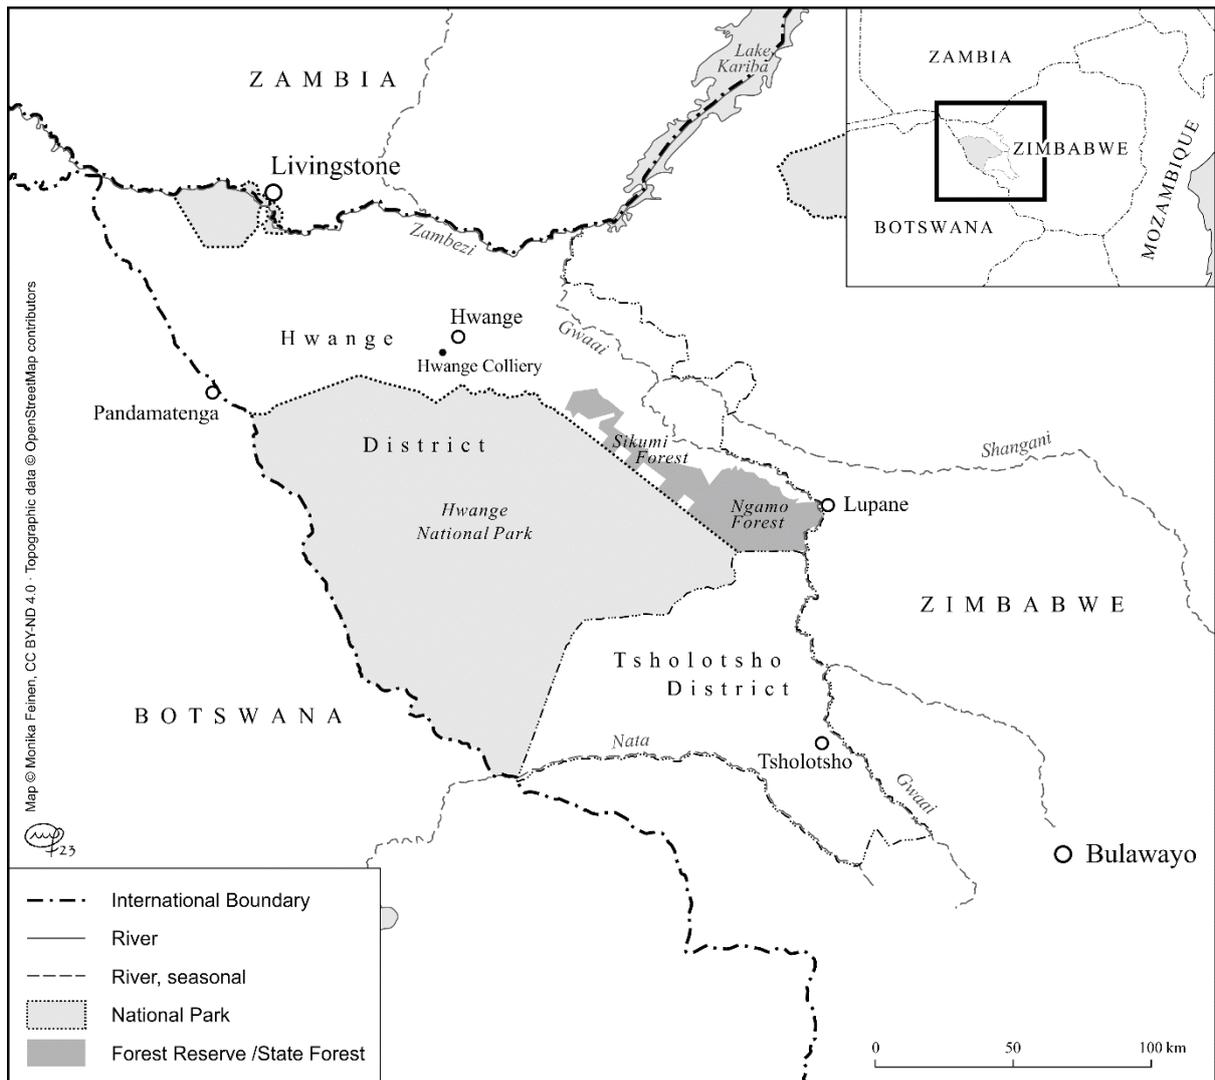 Lake
Kariba
ZAMBIA
Livingstone
Zambezi
ZAMBIA
ZIMBABWE
BOTSWANA
MOZAMBIQUE
Hwange
Hwange
Hwange Colliery
Gwaai
Pandamatenga
District
Sikumi
Forest
Shangani
Hwange
National Park
Ngamo
Forest
Lupane
ZIMBABWE
Tsholotsho
District
BOTSWANA
Nata
Tsholotsho
Gwaai
Bulawayo
Map © Monika Feinen, CC BY-ND 4.0 · Topographic data © OpenStreetMap contributors
23
International Boundary
River
River, seasonal
National Park
Forest Reserve /State Forest
0 50 100 km